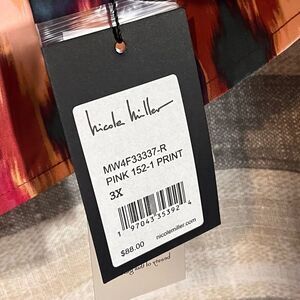 nicole miller
MW4F33337-R
PINK 152-1 PRINT
3X
1 97043 35392 4
$88.00
nicolemiller.com